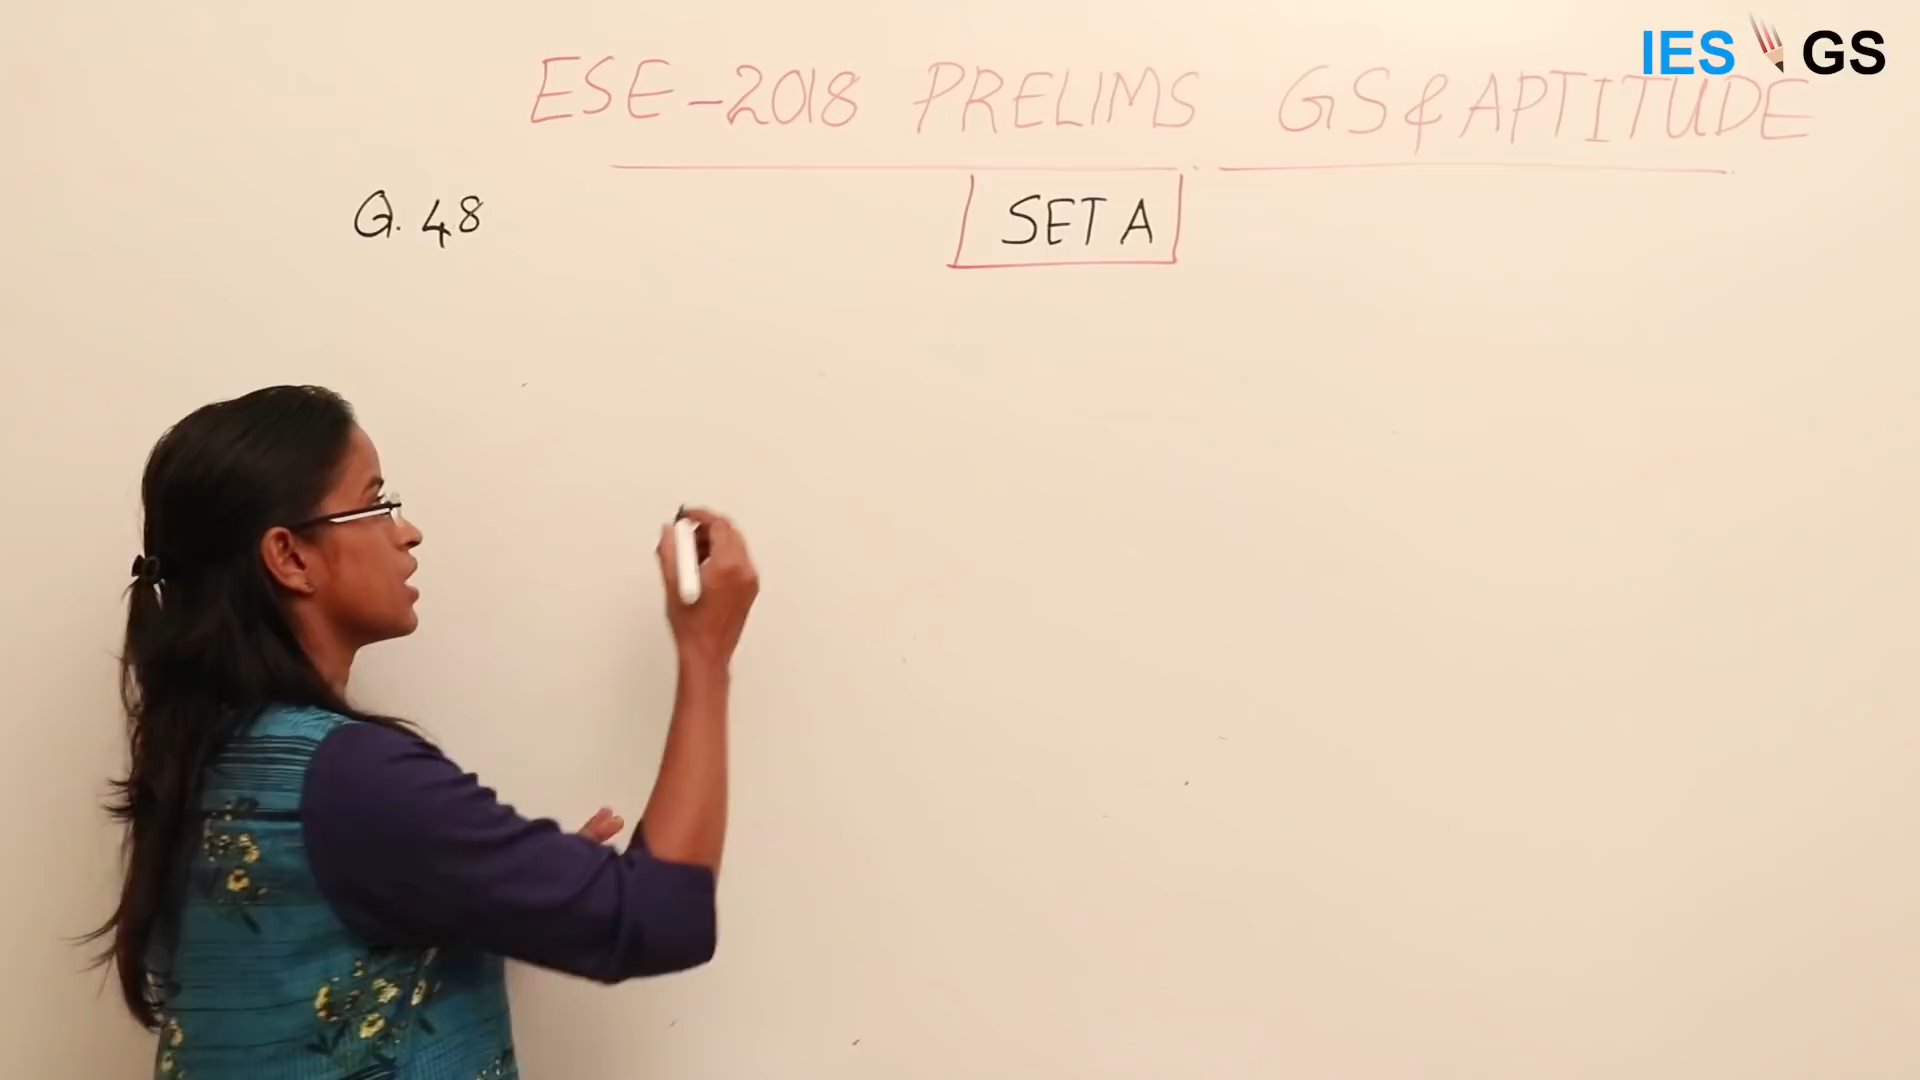 IES GS
ESE-2018 PRELIMS GS & APTITUDE
Q. 48
SET A